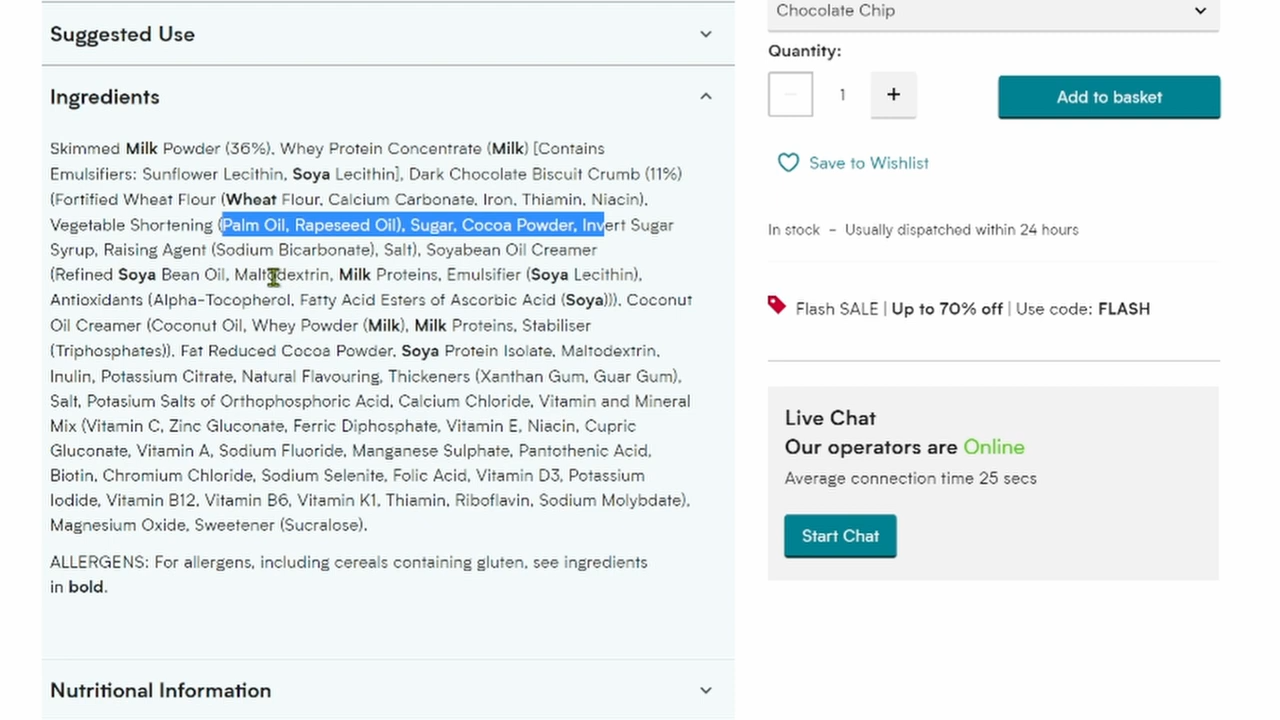 Suggested Use
Ingredients
Skimmed Milk Powder (36%), Whey Protein Concentrate (Milk) [Contains
Emulsifiers: Sunflower Lecithin, Soya Lecithin], Dark Chocolate Biscuit Crumb (11%)
(Fortified Wheat Flour (Wheat Flour, Calcium Carbonate, Iron, Thiamin, Niacin),
Vegetable Shortening (Palm Oil, Rapeseed Oil), Sugar, Cocoa Powder, Invert Sugar
Syrup, Raising Agent (Sodium Bicarbonate), Salt), Soyabean Oil Creamer
(Refined Soya Bean Oil, Maltodextrin, Milk Proteins, Emulsifier (Soya Lecithin),
Antioxidants (Alpha-Tocopherol, Fatty Acid Esters of Ascorbic Acid (Soya))), Coconut
Oil Creamer (Coconut Oil, Whey Powder (Milk), Milk Proteins, Stabiliser
(Triphosphates)), Fat Reduced Cocoa Powder, Soya Protein Isolate, Maltodextrin,
Inulin, Potassium Citrate, Natural Flavouring, Thickeners (Xanthan Gum, Guar Gum),
Salt, Potasium Salts of Orthophosphoric Acid, Calcium Chloride, Vitamin and Mineral
Mix (Vitamin C, Zinc Gluconate, Ferric Diphosphate, Vitamin E, Niacin, Cupric
Gluconate, Vitamin A, Sodium Fluoride, Manganese Sulphate, Pantothenic Acid,
Biotin, Chromium Chloride, Sodium Selenite, Folic Acid, Vitamin D3, Potassium
Iodide, Vitamin B12, Vitamin B6, Vitamin K1, Thiamin, Riboflavin, Sodium Molybdate),
Magnesium Oxide, Sweetener (Sucralose).
ALLERGENS: For allergens, including cereals containing gluten, see ingredients
in bold.
Nutritional Information
Chocolate Chip
Quantity:
1 +
Add to basket
Save to Wishlist
In stock – Usually dispatched within 24 hours
Flash SALE | Up to 70% off | Use code: FLASH
Live Chat
Our operators are Online
Average connection time 25 secs
Start Chat